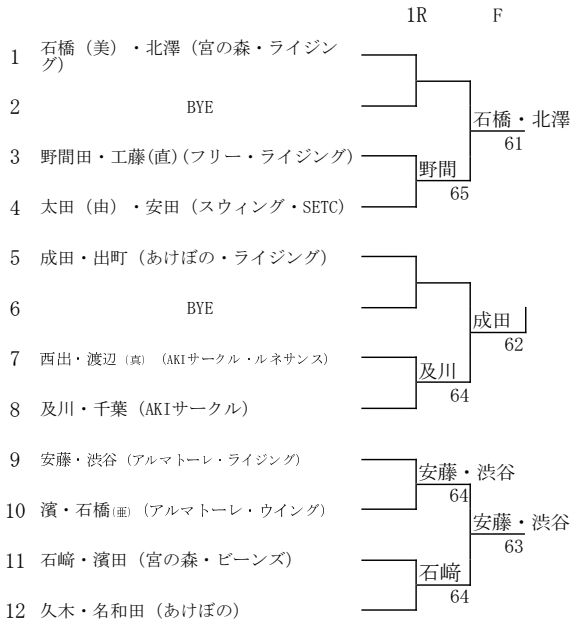 1R F
1 石橋（美）・北澤（宮の森・ライジン
グ）
2 BYE
石橋・北澤
61
3 野間田・工藤(直)(フリー・ライジング)
野間
65
4 太田（由）・安田（スウィング・SETC）
5 成田・出町（あけぼの・ライジング）
6 BYE
成田
62
7 西出・渡辺（真）（AKIサークル・ルネサンス）
及川
64
8 及川・千葉（AKIサークル）
9 安藤・渋谷（アルマトーレ・ライジング）
安藤・渋谷
64
10 濱・石橋(亜)（アルマトーレ・ウイング）
安藤・渋谷
63
11 石﨑・濱田（宮の森・ビーンズ）
石﨑
64
12 久木・名和田（あけぼの）